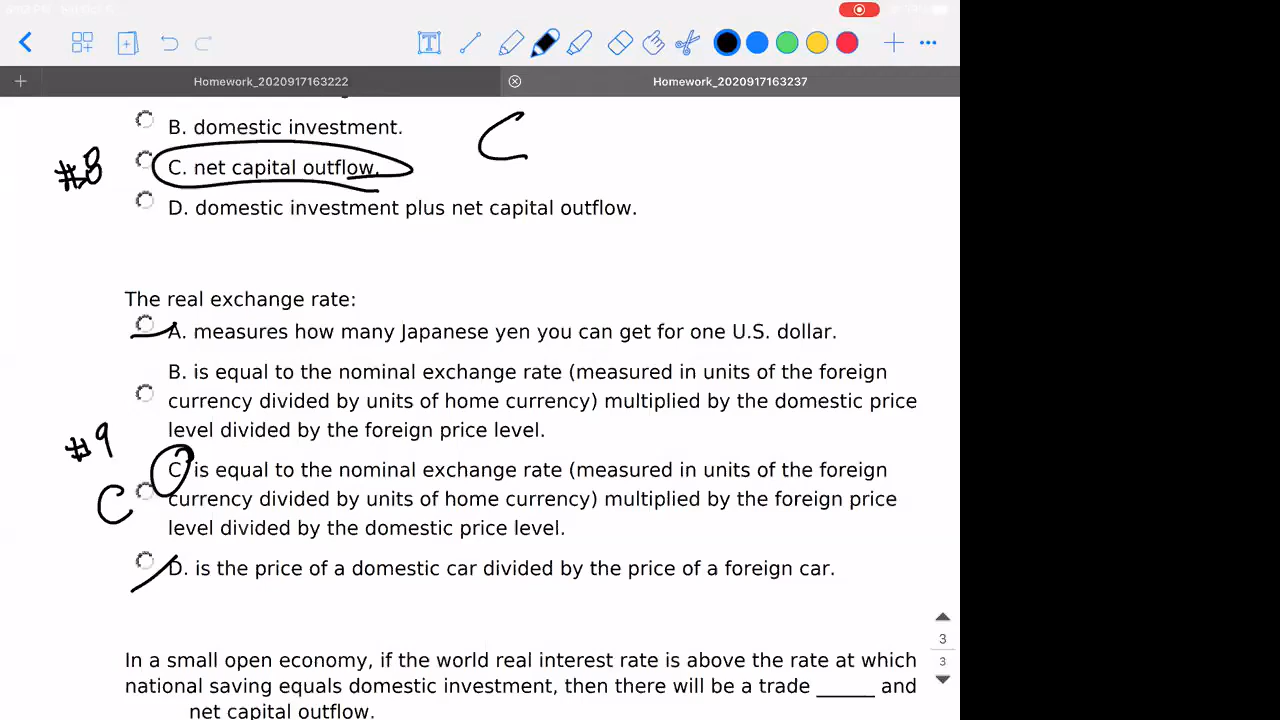 Homework_2020917163222
Homework_2020917163237
B. domestic investment.
C
#8
C. net capital outflow.
D. domestic investment plus net capital outflow.
The real exchange rate:
A. measures how many Japanese yen you can get for one U.S. dollar.
B. is equal to the nominal exchange rate (measured in units of the foreign
currency divided by units of home currency) multiplied by the domestic price
level divided by the foreign price level.
#9
C. is equal to the nominal exchange rate (measured in units of the foreign
C
currency divided by units of home currency) multiplied by the foreign price
level divided by the domestic price level.
D. is the price of a domestic car divided by the price of a foreign car.
3
3
In a small open economy, if the world real interest rate is above the rate at which
national saving equals domestic investment, then there will be a trade ______ and
net capital outflow.